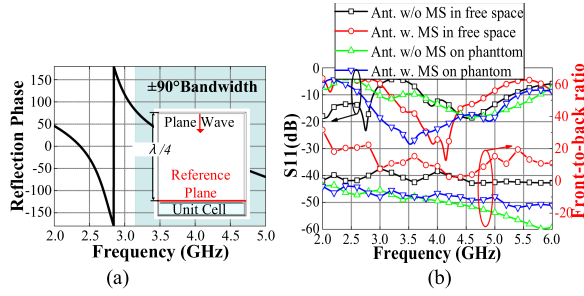 Ant. w/o MS in free space
Ant. w. MS in free space
Ant. w/o MS on phanttom
Ant. w. MS on phantom
(a)
(b)
Reflection Phase
150
100
50
0
-50
-100
-150
±90°Bandwidth
Plane Wave
λ/4
Reference
Plane
Unit Cell
2.0 2.5 3.0 3.5 4.0 4.5 5.0
Frequency (GHz)
(a)
S11(dB)
0
-10
-20
-30
-40
-50
-60
Front-to-back ratio
60
40
20
0
-20
2.0 2.5 3.0 3.5 4.0 4.5 5.0 5.5 6.0
Frequency (GHz)
(b)